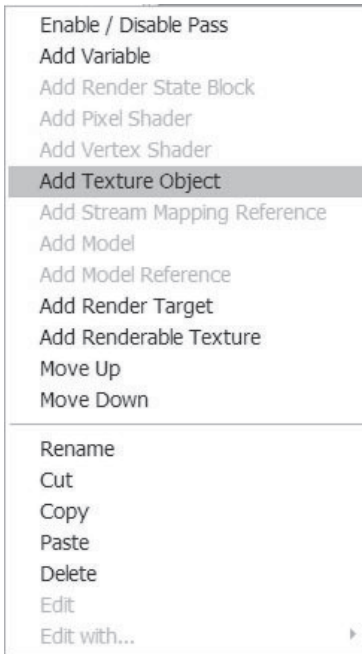 Enable / Disable Pass
Add Variable
Add Render State Block
Add Pixel Shader
Add Vertex Shader
Add Texture Object
Add Stream Mapping Reference
Add Model
Add Model Reference
Add Render Target
Add Renderable Texture
Move Up
Move Down
Rename
Cut
Copy
Paste
Delete
Edit
Edit with...